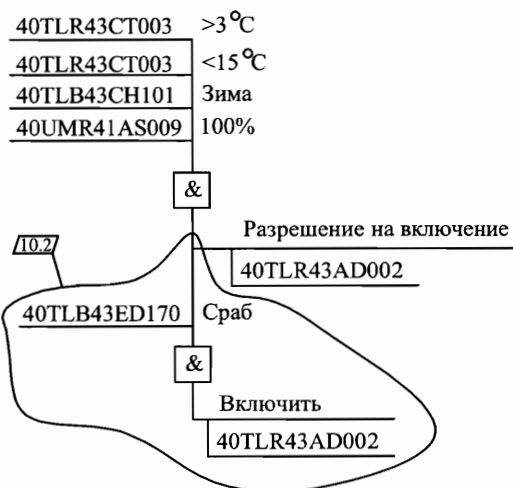 40TLR43CT003 >3°C
40TLR43CT003 <15°C
40TLB43CH101 Зима
40UMR41AS009 100%
&
Разрешение на включение
10.2
40TLR43AD002
40TLB43ED170 Сраб
&
Включить
40TLR43AD002